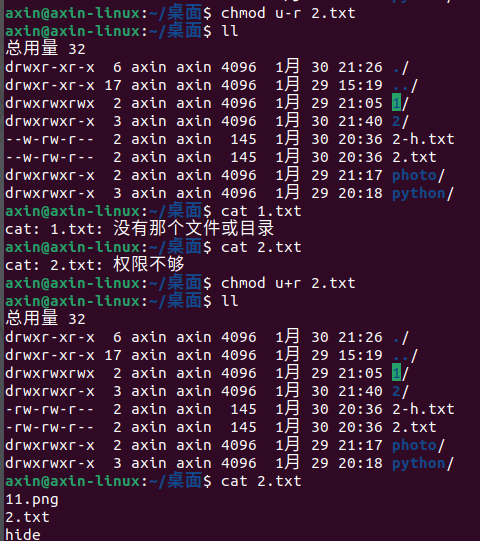 axin@axin-linux:~/桌面$ chmod u-r 2.txt
axin@axin-linux:~/桌面$ ll
总用量 32
drwxr-xr-x  6 axin axin 4096  1月 30 21:26 ./
drwxr-xr-x 17 axin axin 4096  1月 29 15:19 ../
drwxrwxrwx  2 axin axin 4096  1月 29 21:05 1/
drwxrwxr-x  3 axin axin 4096  1月 30 21:40 2/
--w-rw-r--  2 axin axin  145  1月 30 20:36 2-h.txt
--w-rw-r--  2 axin axin  145  1月 30 20:36 2.txt
drwxrwxr-x  2 axin axin 4096  1月 29 21:17 photo/
drwxrwxr-x  3 axin axin 4096  1月 29 20:18 python/
axin@axin-linux:~/桌面$ cat 1.txt
cat: 1.txt: 没有那个文件或目录
axin@axin-linux:~/桌面$ cat 2.txt
cat: 2.txt: 权限不够
axin@axin-linux:~/桌面$ chmod u+r 2.txt
axin@axin-linux:~/桌面$ ll
总用量 32
drwxr-xr-x  6 axin axin 4096  1月 30 21:26 ./
drwxr-xr-x 17 axin axin 4096  1月 29 15:19 ../
drwxrwxrwx  2 axin axin 4096  1月 29 21:05 1/
drwxrwxr-x  3 axin axin 4096  1月 30 21:40 2/
-rw-rw-r--  2 axin axin  145  1月 30 20:36 2-h.txt
-rw-rw-r--  2 axin axin  145  1月 30 20:36 2.txt
drwxrwxr-x  2 axin axin 4096  1月 29 21:17 photo/
drwxrwxr-x  3 axin axin 4096  1月 29 20:18 python/
axin@axin-linux:~/桌面$ cat 2.txt
11.png
2.txt
hide